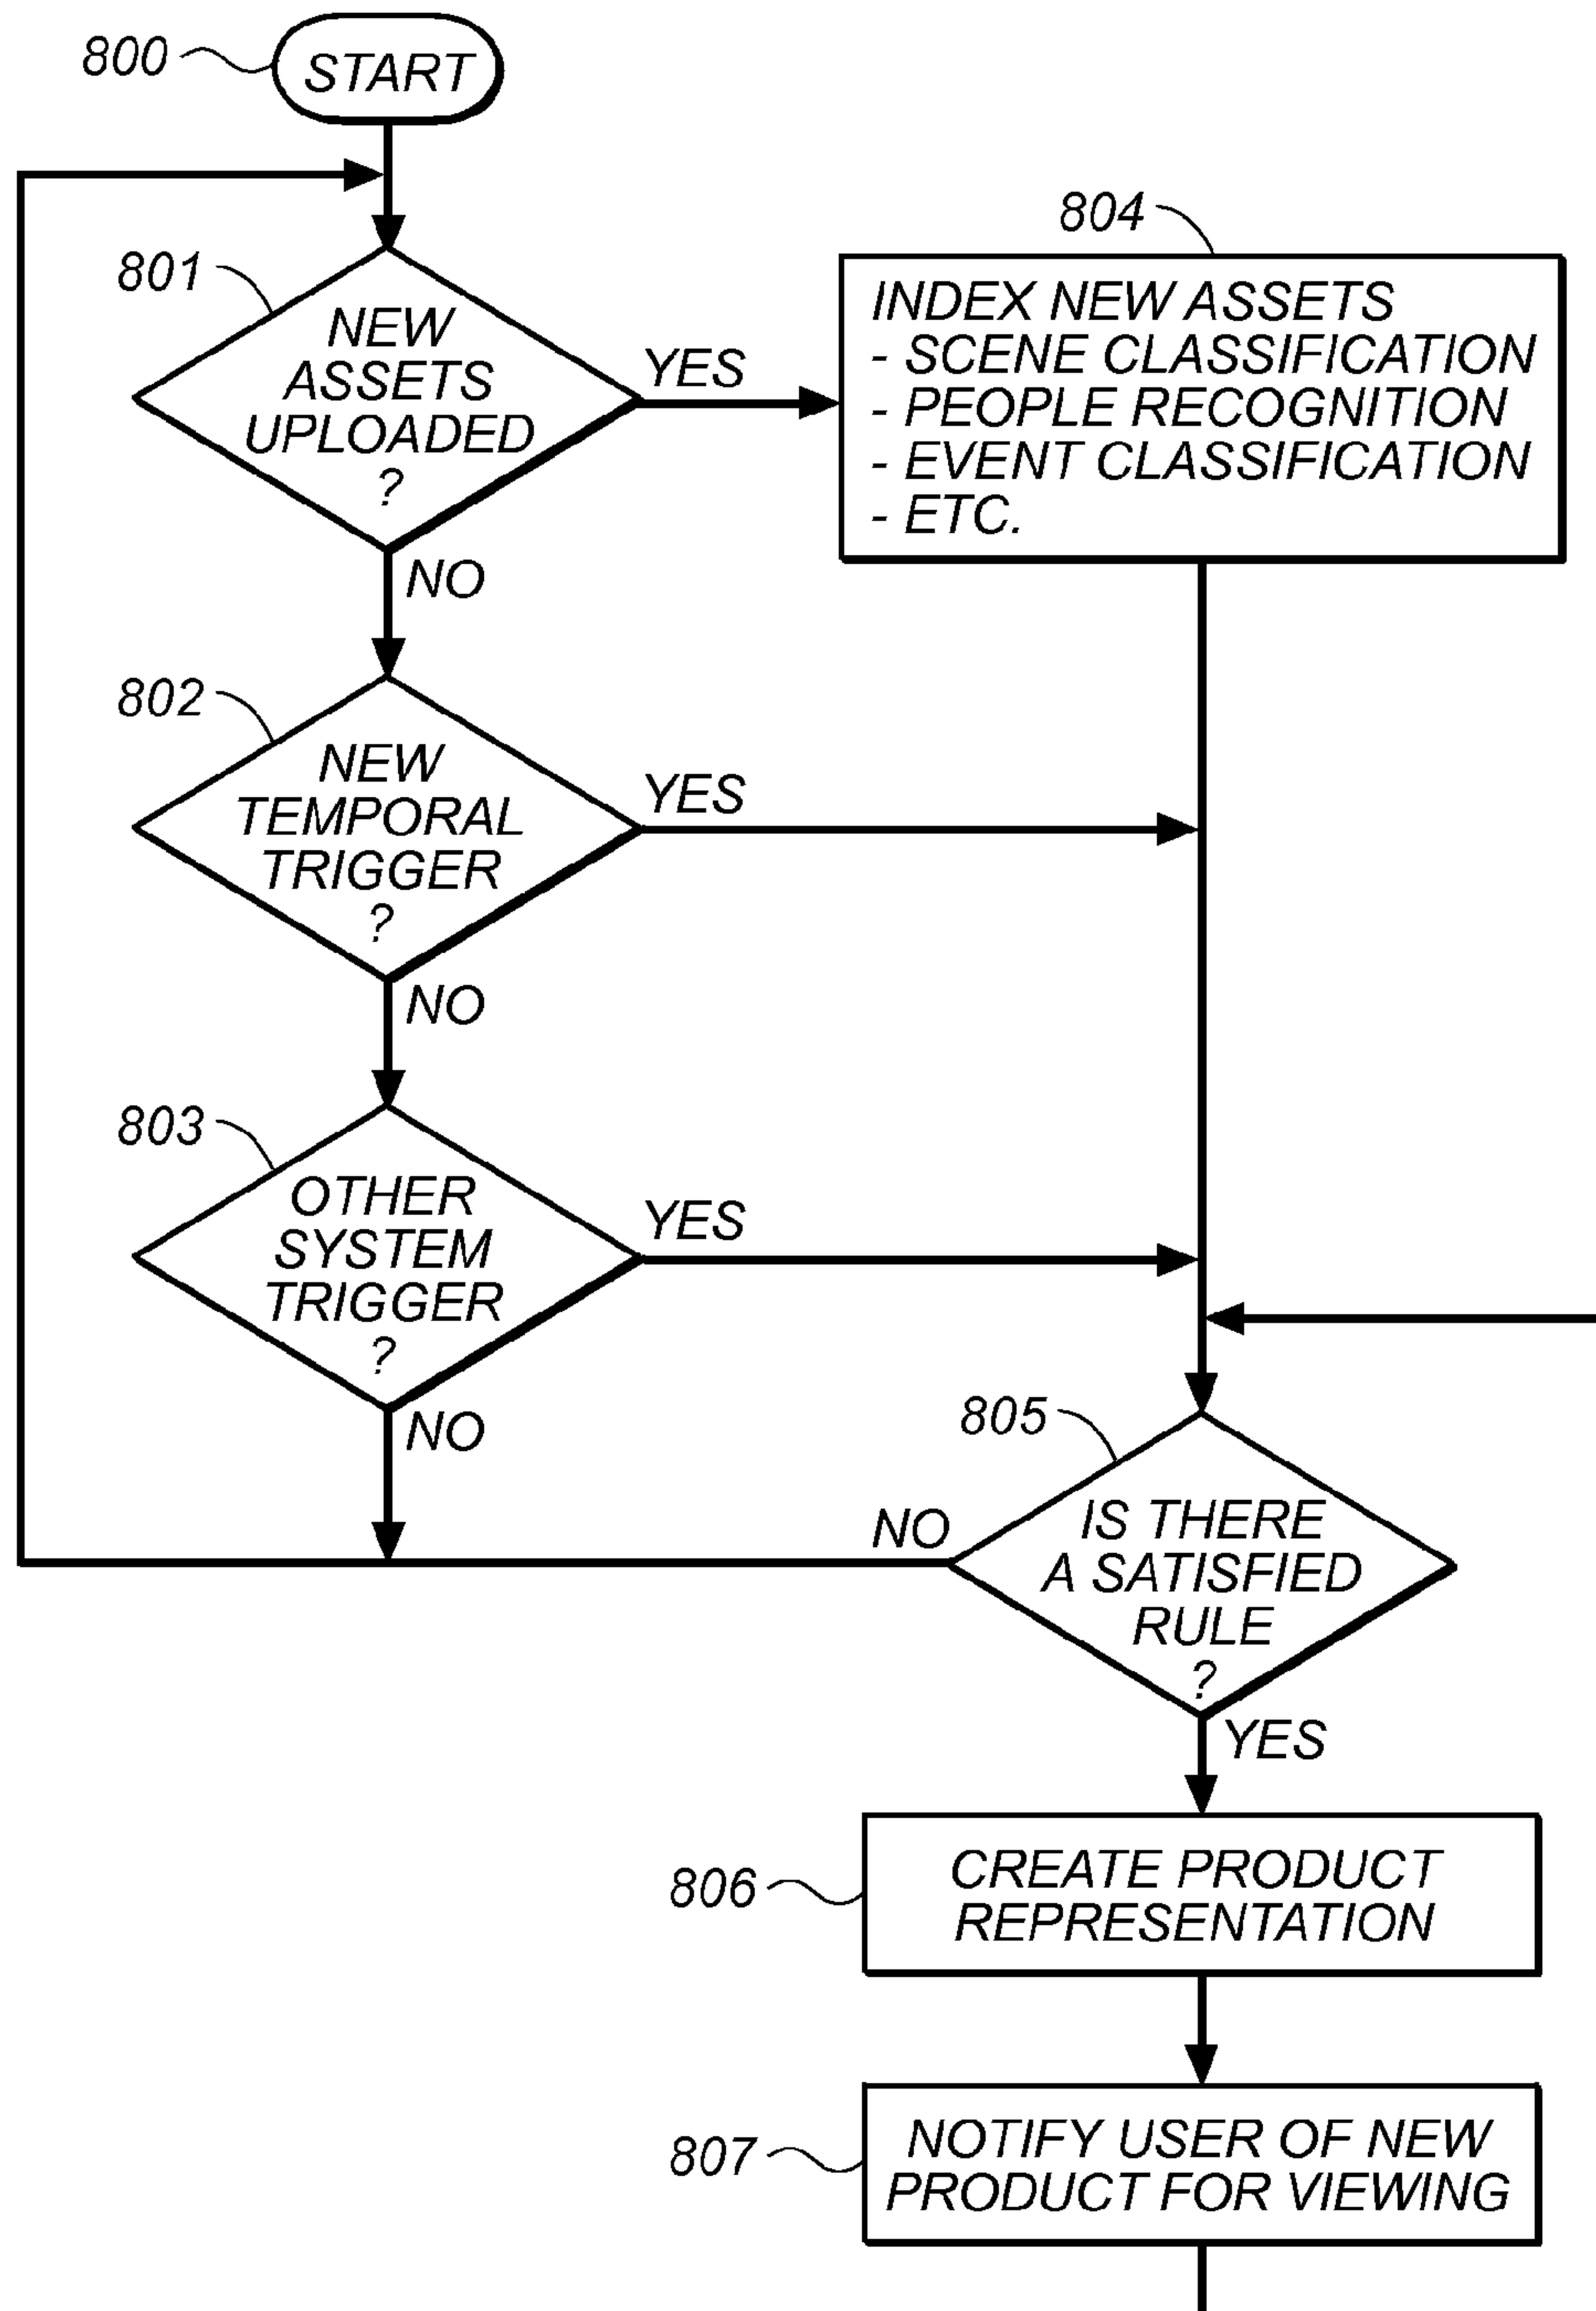 800
START
801
NEW
ASSETS
UPLOADED
?
YES
NO
804
INDEX NEW ASSETS
- SCENE CLASSIFICATION
- PEOPLE RECOGNITION
- EVENT CLASSIFICATION
- ETC.
802
NEW
TEMPORAL
TRIGGER
?
YES
NO
803
OTHER
SYSTEM
TRIGGER
?
YES
NO
805
IS THERE
A SATISFIED
RULE
?
NO
YES
806
CREATE PRODUCT
REPRESENTATION
807
NOTIFY USER OF NEW
PRODUCT FOR VIEWING